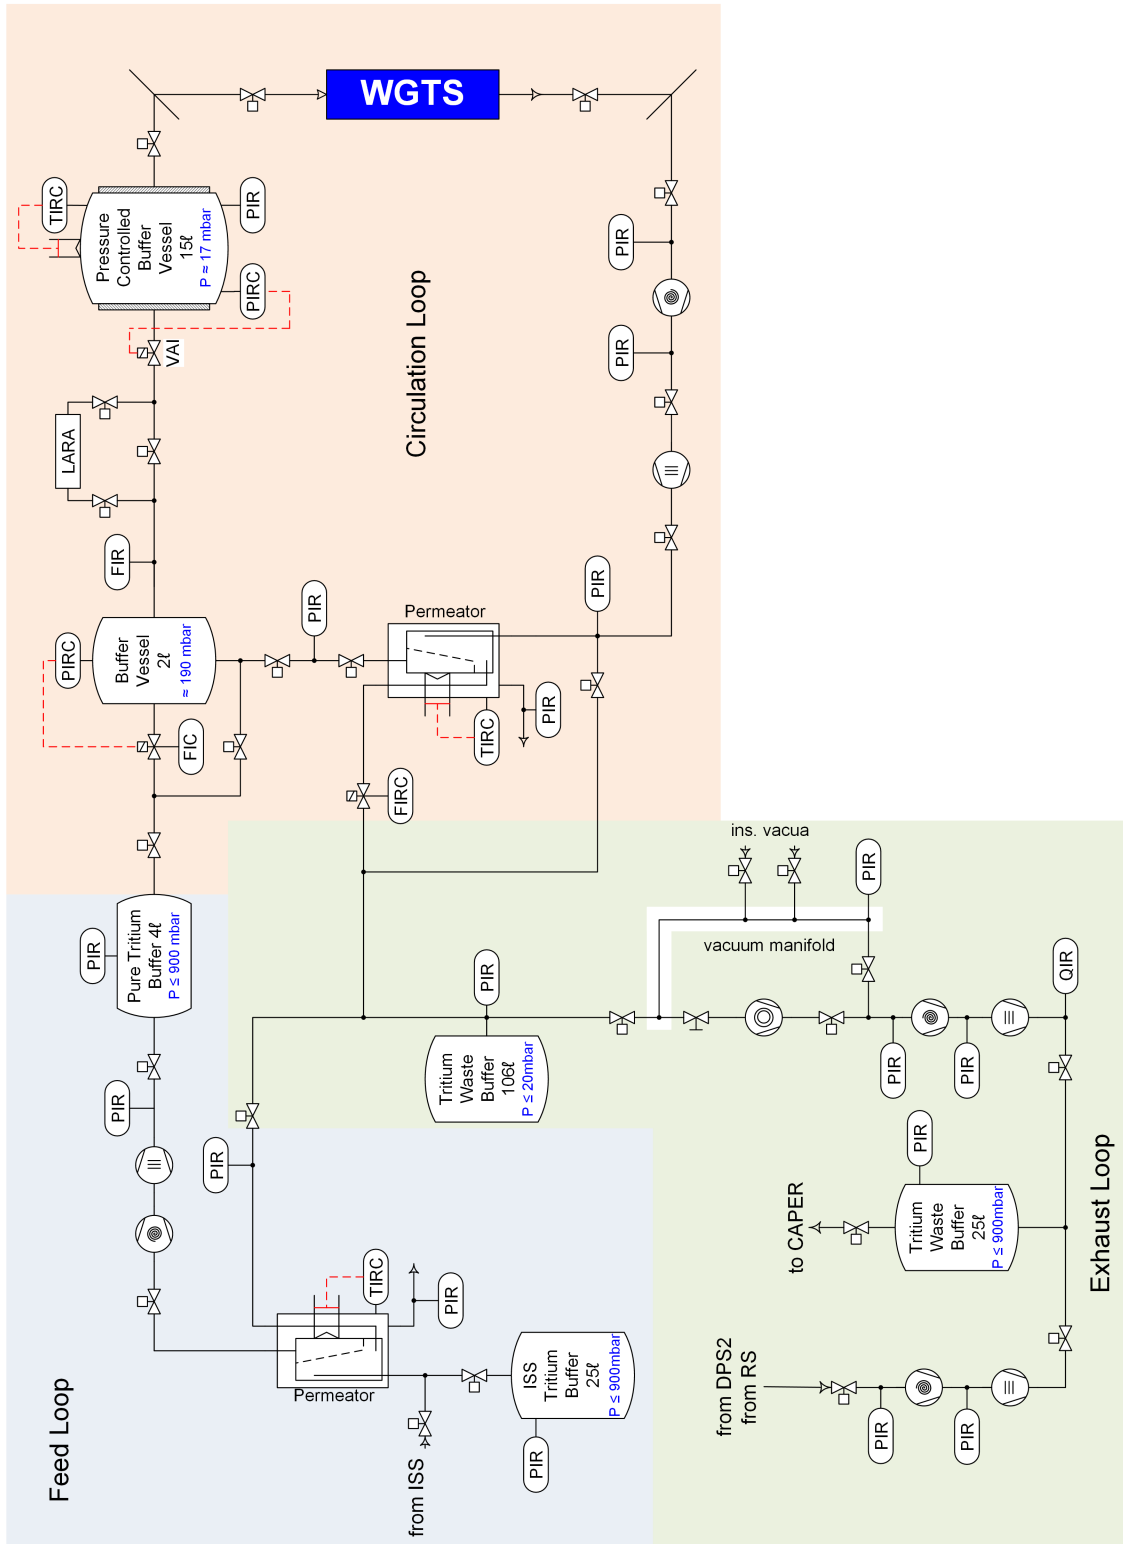 WGTS
TIRC
PIR
Pressure
Controlled
Buffer
Vessel
15ℓ
P ≈ 17 mbar
PIRC
VAI
PIR
PIR
Circulation Loop
LARA
FIR
PIRC
Buffer
Vessel
2ℓ
≈ 190 mbar
FIC
PIR
Permeator
PIR
TIRC
PIR
FIRC
ins. vacua
PIR
vacuum manifold
PIR
Pure Tritium
Buffer 4ℓ
P ≤ 900 mbar
PIR
QIR
PIR
PIR
Tritium
Waste
Buffer
106ℓ
P ≤ 20mbar
PIR
PIR
PIR
Tritium
Waste
Buffer
25ℓ
P ≤ 900mbar
to CAPER
Exhaust Loop
TIRC
PIR
Permeator
ISS
Tritium
Buffer
25ℓ
P ≤ 900mbar
PIR
from ISS
Feed Loop
from DPS2
from RS
PIR
PIR